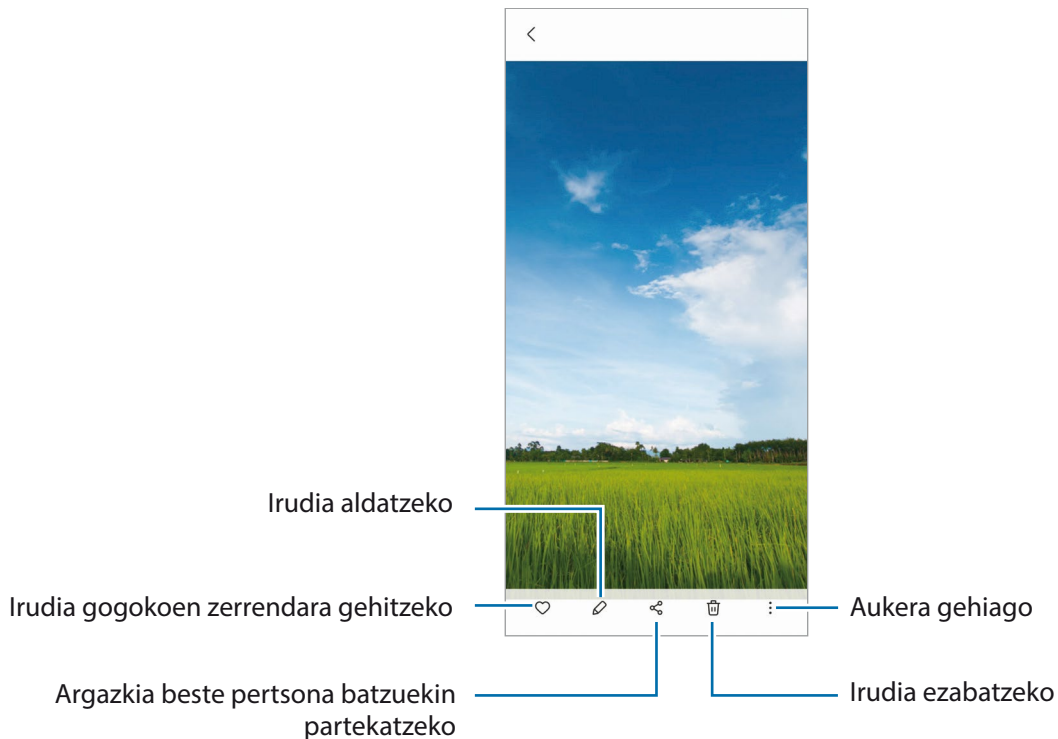 Irudia aldatzeko
Irudia gogokoen zerrendara gehitzeko
Aukera gehiago
Argazkia beste pertsona batzuekin
partekatzeko
Irudia ezabatzeko